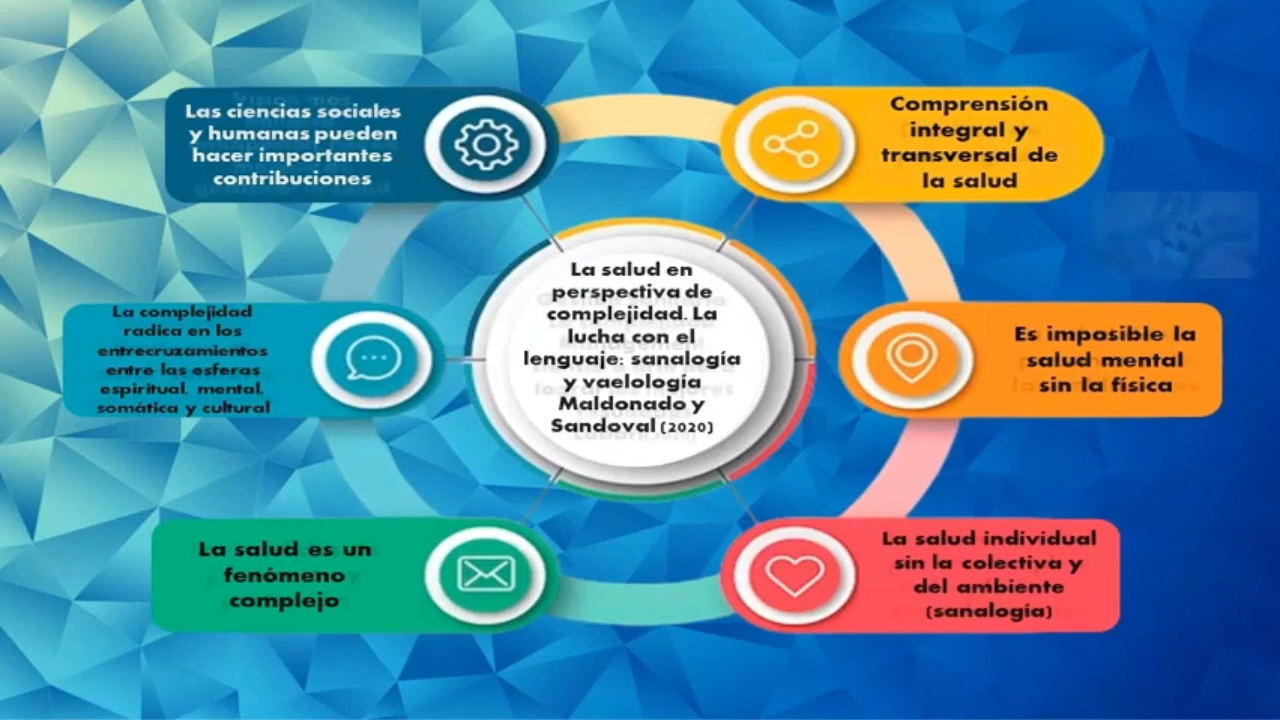 Las ciencias sociales
y humanas pueden
hacer importantes
contribuciones
Comprensión
integral y
transversal de
la salud
La salud en
perspectiva de
complejidad. La
lucha con el
lenguaje: sanalogía
y vaelología
Maldonado y
Sandoval (2020)
La complejidad
radica en los
entrecruzamientos
entre las esferas
espiritual, mental,
somática y cultural
Es imposible la
salud mental
sin la física
La salud es un
fenómeno
complejo
La salud individual
sin la colectiva y
del ambiente
(sanalogía)